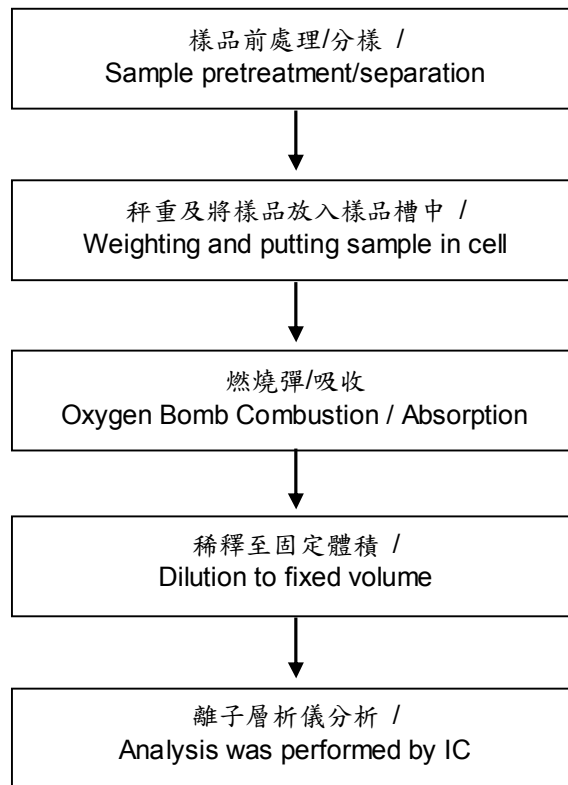 樣品前處理/分樣 /
Sample pretreatment/separation
秤重及將樣品放入樣品槽中 /
Weighting and putting sample in cell
燃燒彈/吸收
Oxygen Bomb Combustion / Absorption
稀釋至固定體積 /
Dilution to fixed volume
離子層析儀分析 /
Analysis was performed by IC